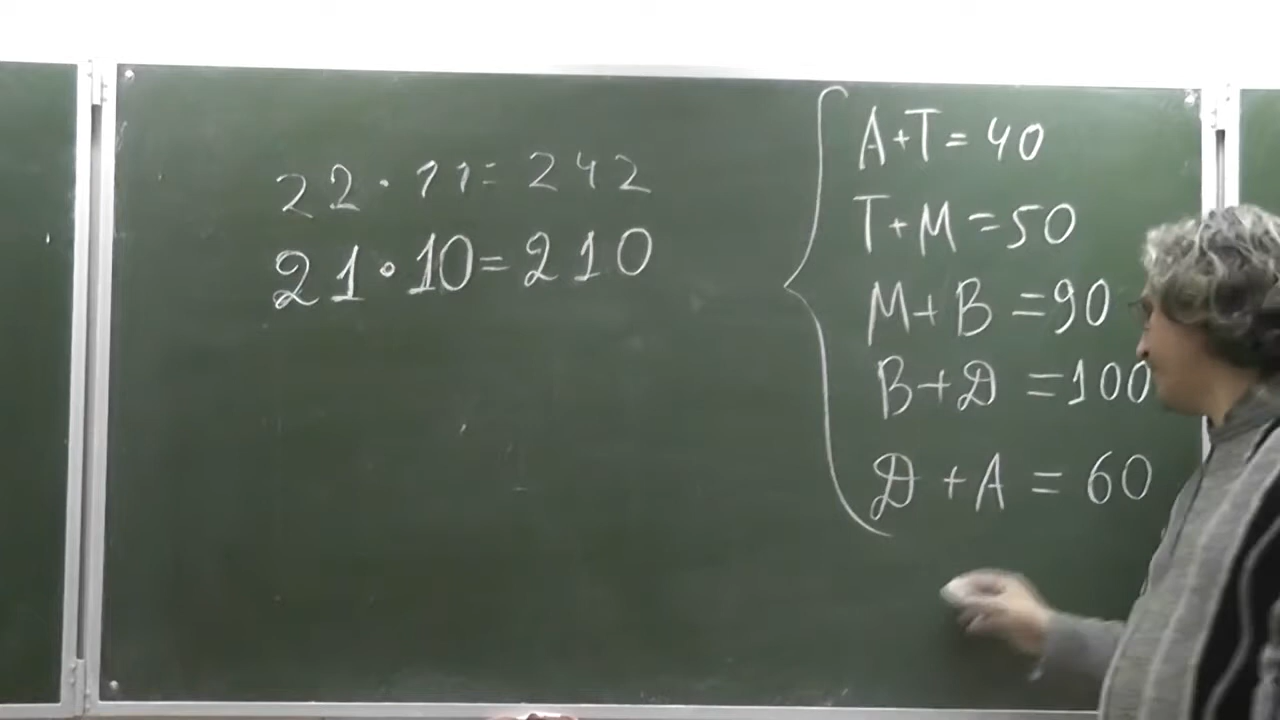 22 · 11 = 242
21 · 10 = 210
А+Т = 40
Т+М = 50
М+В = 90
В+Д = 100
Д + А = 60